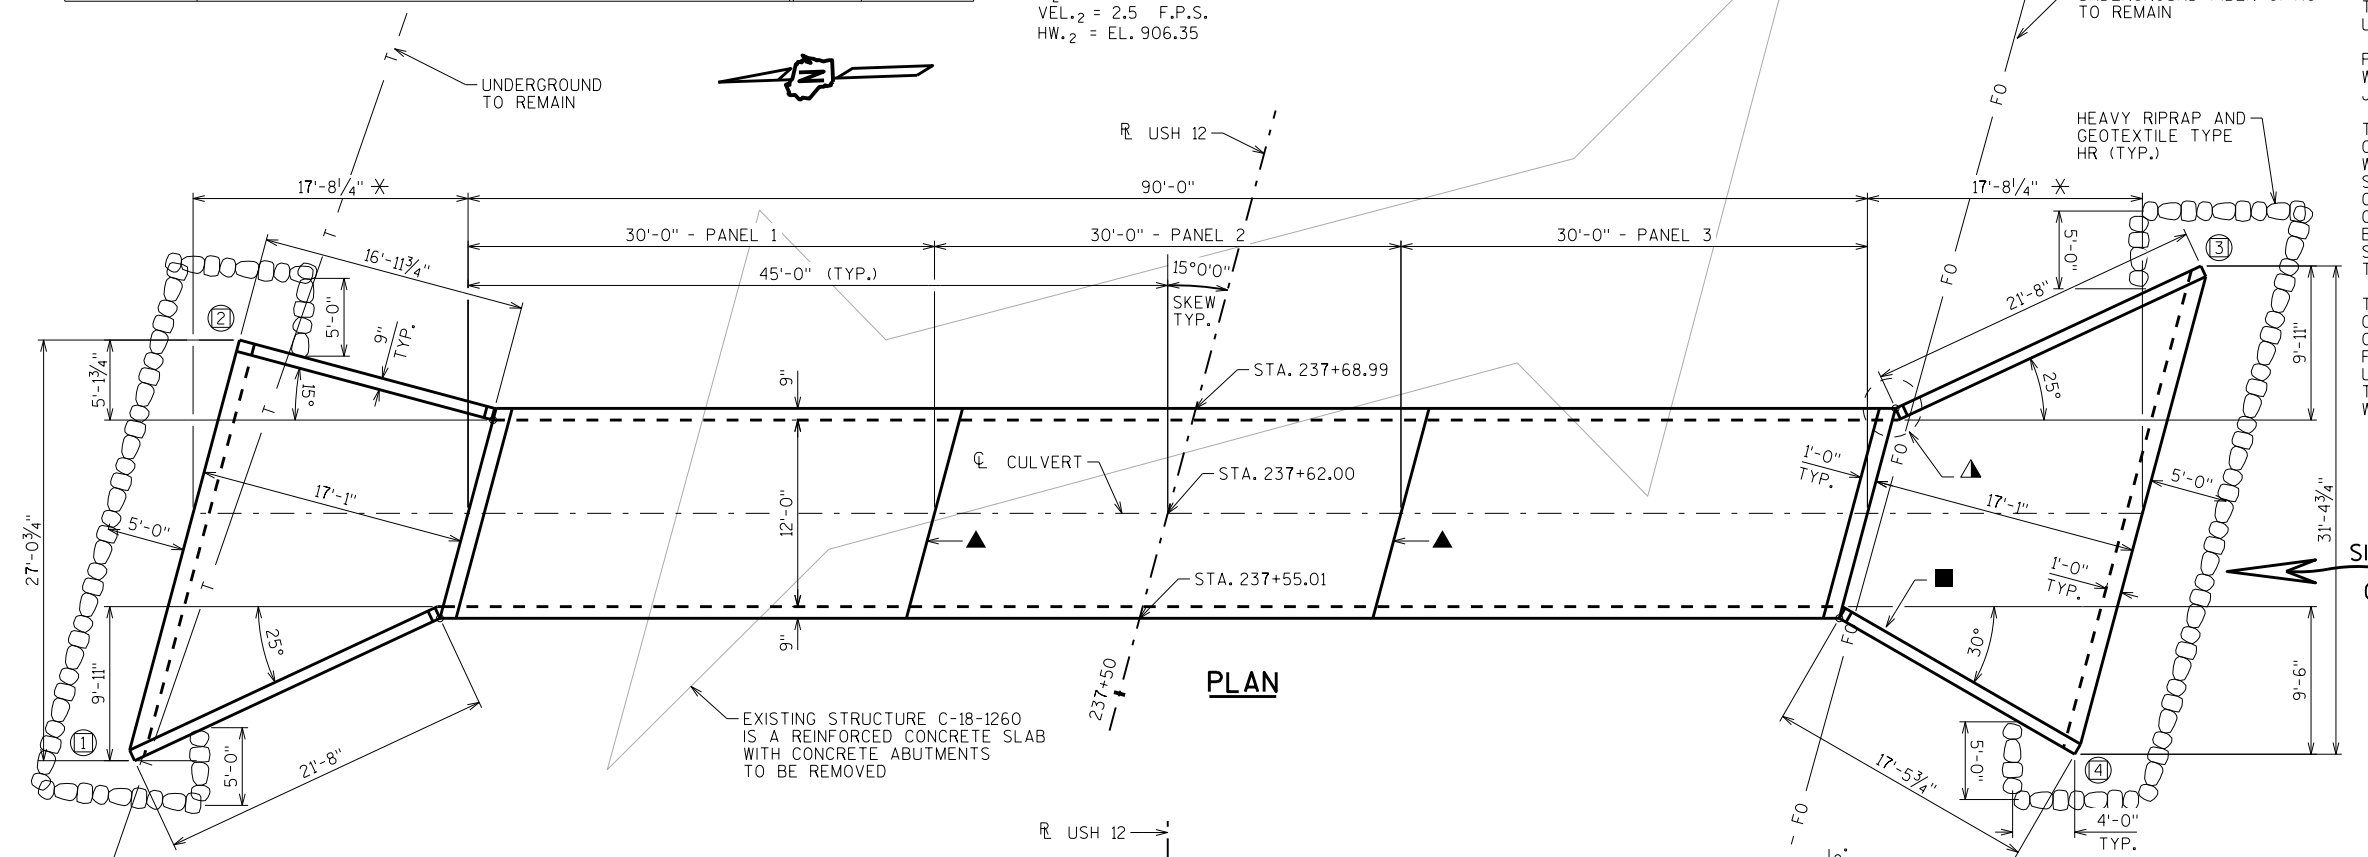 VEL.₂ = 2.5 F.P.S.
HW.₂ = EL. 906.35
TO REMAIN
T
UNDERGROUND
TO REMAIN
N
℞ USH 12
FO
HEAVY RIPRAP AND
GEOTEXTILE TYPE
HR (TYP.)
17'-8¼" *
90'-0"
17'-8¼" *
T
30'-0" - PANEL 1
30'-0" - PANEL 2
30'-0" - PANEL 3
5'-0"
3
16'-11¾"
45'-0" (TYP.)
15°0'0"
SKEW
TYP.
FO
21'-8"
2
5'-0"
9"
TYP.
5'-1¾"
15°
9"
STA. 237+68.99
25°
9'-11"
T
℄ CULVERT
STA. 237+62.00
1'-0"
TYP.
FO
17'-1"
5'-0"
17'-1"
5'-0"
12'-0"
27'-0¾"
31'-4¾"
T
STA. 237+55.01
1'-0"
TYP.
SI
9'-11"
25°
9"
237+50
PLAN
FO
30°
9'-6"
EXISTING STRUCTURE C-18-1260
IS A REINFORCED CONCRETE SLAB
WITH CONCRETE ABUTMENTS
TO BE REMOVED
1
T
5'-0"
21'-8"
17'-5¾"
5'-0"
4
4'-0"
TYP.
℞ USH 12
FO